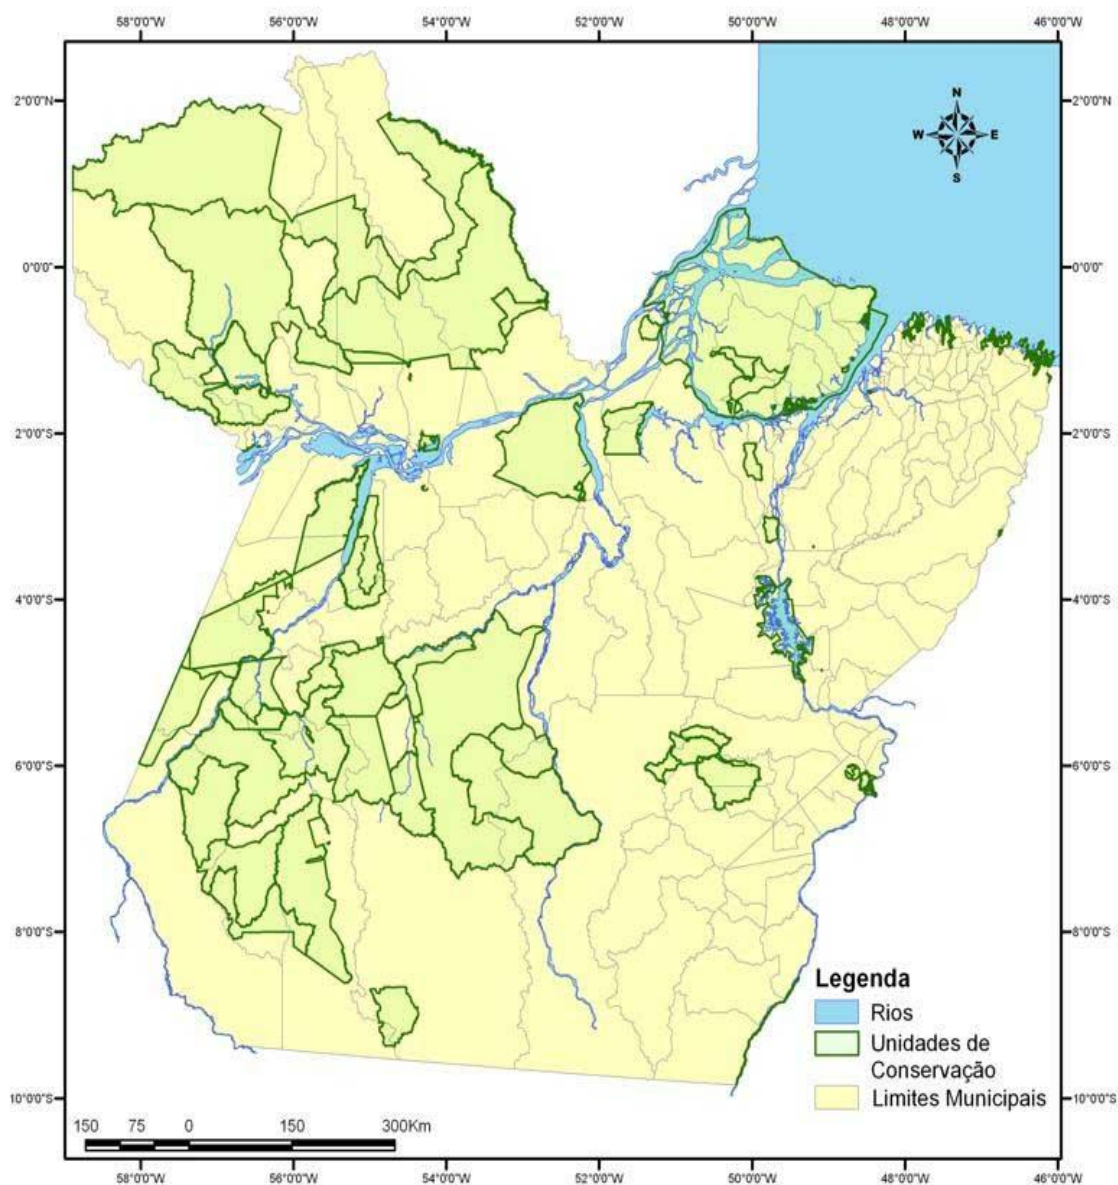 58°0'0"W 56°0'0"W 54°0'0"W 52°0'0"W 50°0'0"W 48°0'0"W 46°0'0"W
2°0'0"N 2°0'0"N
N
W E
S
0°0'0" 0°0'0"
2°0'0"S 2°0'0"S
4°0'0"S 4°0'0"S
6°0'0"S 6°0'0"S
8°0'0"S 8°0'0"S
Legenda
Rios
Unidades de
Conservação
Limites Municipais
10°0'0"S 10°0'0"S
150 75 0 150 300Km
58°0'0"W 56°0'0"W 54°0'0"W 52°0'0"W 50°0'0"W 48°0'0"W 46°0'0"W